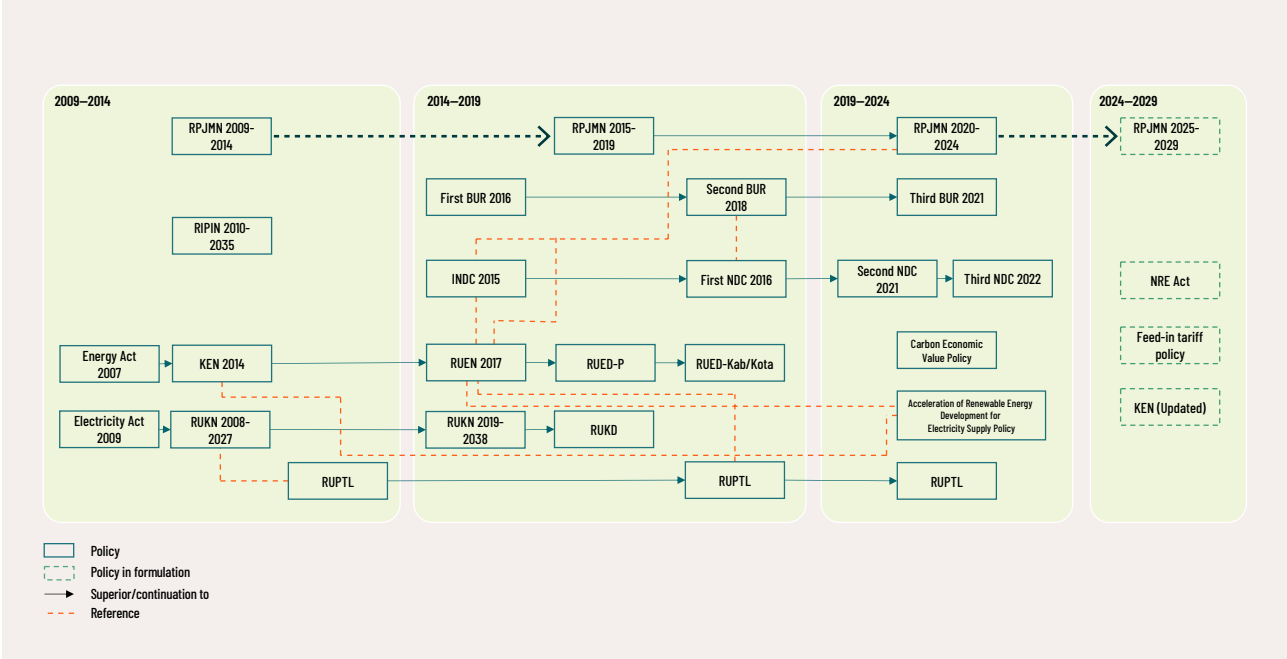 2009—2014
2014—2019
2019—2024
2024—2029
RPJMN 2009-
2014
RPJMN 2015-
2019
RPJMN 2020-
2024
RPJMN 2025-
2029
First BUR 2016
Second BUR
2018
Third BUR 2021
RIPIN 2010-
2035
INDC 2015
First NDC 2016
Second NDC
2021
Third NDC 2022
NRE Act
Energy Act
2007
KEN 2014
RUEN 2017
RUED-P
RUED-Kab/Kota
Carbon Economic
Value Policy
Feed-in tariff
policy
Electricity Act
2009
RUKN 2008-
2027
RUKN 2019-
2038
RUKD
Acceleration of Renewable Energy
Development for
Electricity Supply Policy
KEN (Updated)
RUPTL
RUPTL
RUPTL
Policy
Policy in formulation
Superior/continuation to
Reference